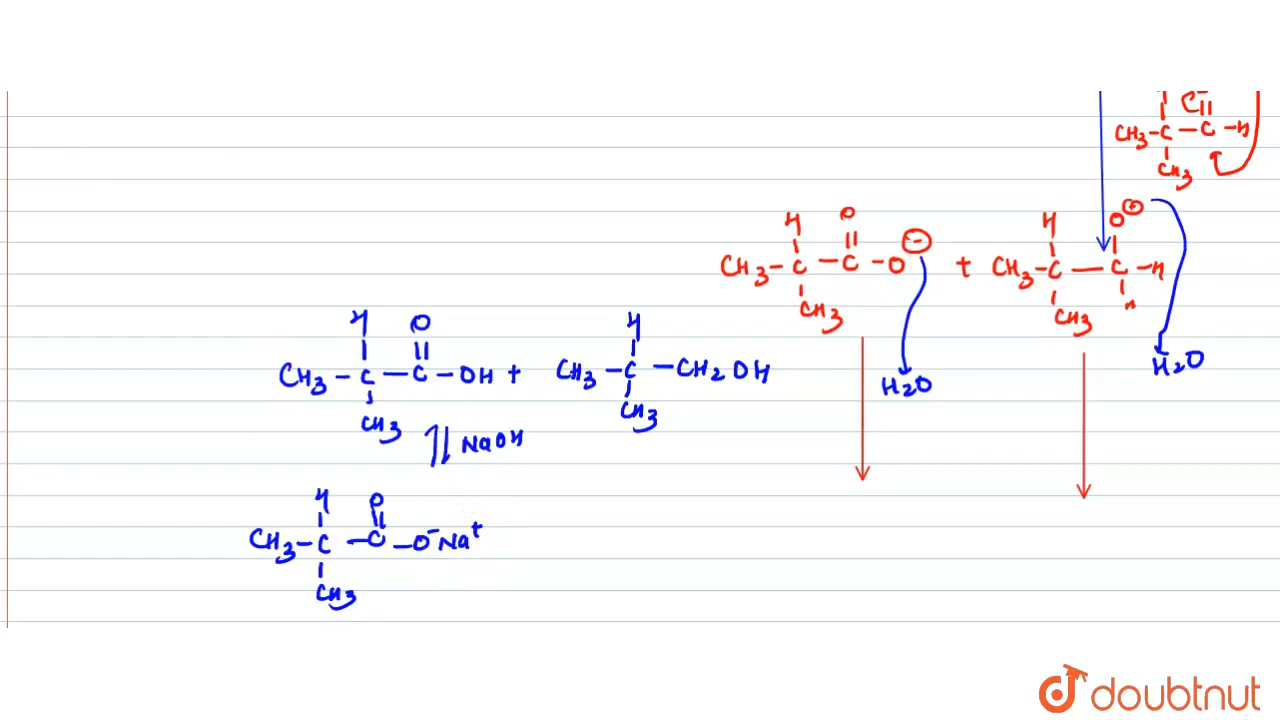 O
CH3-C-C-H
CH3
H O ⊖ H O⊖
CH3-C-C-O + CH3-C-C-H
CH3 CH3 H
H O H
CH3-C-C-OH + CH3-C-CH2OH H2O H2O
CH3 CH3
⇌ NaOH
H O
CH3-C-C-O⁻Na⁺
CH3
doubtnut